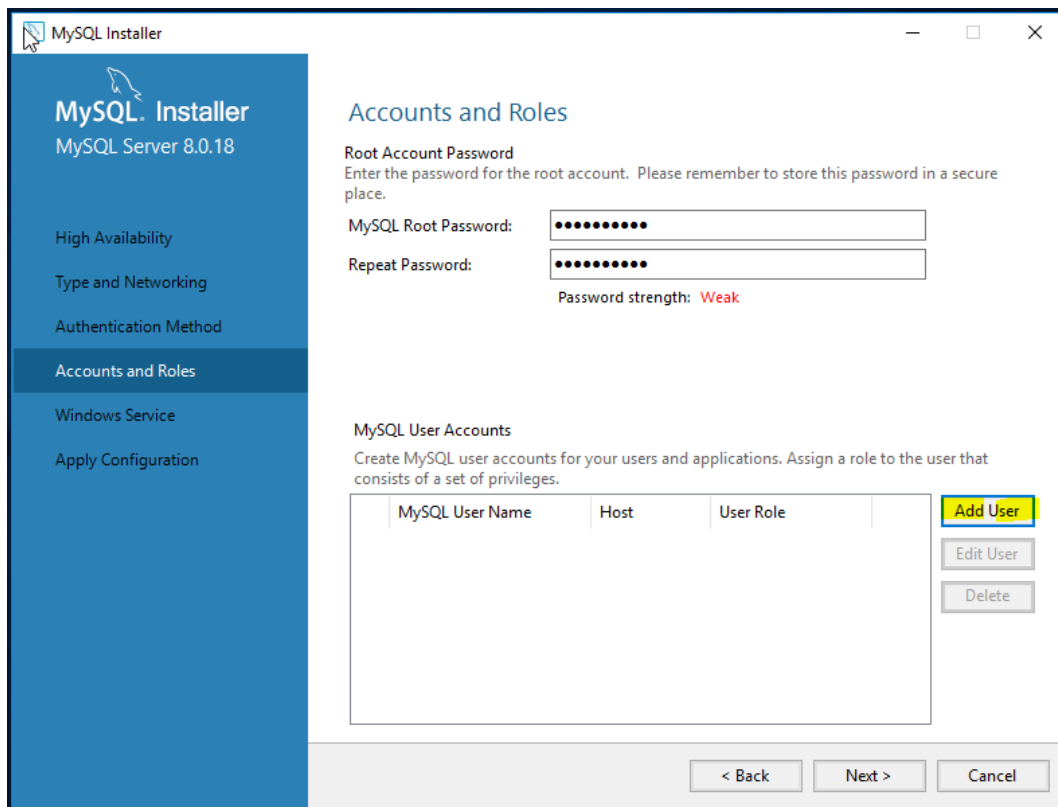 MySQL Installer
MySQL. Installer
MySQL Server 8.0.18
High Availability
Type and Networking
Authentication Method
Accounts and Roles
Windows Service
Apply Configuration
Accounts and Roles
Root Account Password
Enter the password for the root account.  Please remember to store this password in a secure
place.
MySQL Root Password: ●●●●●●●●●●
Repeat Password: ●●●●●●●●●●
Password strength: Weak
MySQL User Accounts
Create MySQL user accounts for your users and applications. Assign a role to the user that
consists of a set of privileges.
MySQL User Name Host User Role
Add User
Edit User
Delete
< Back Next > Cancel